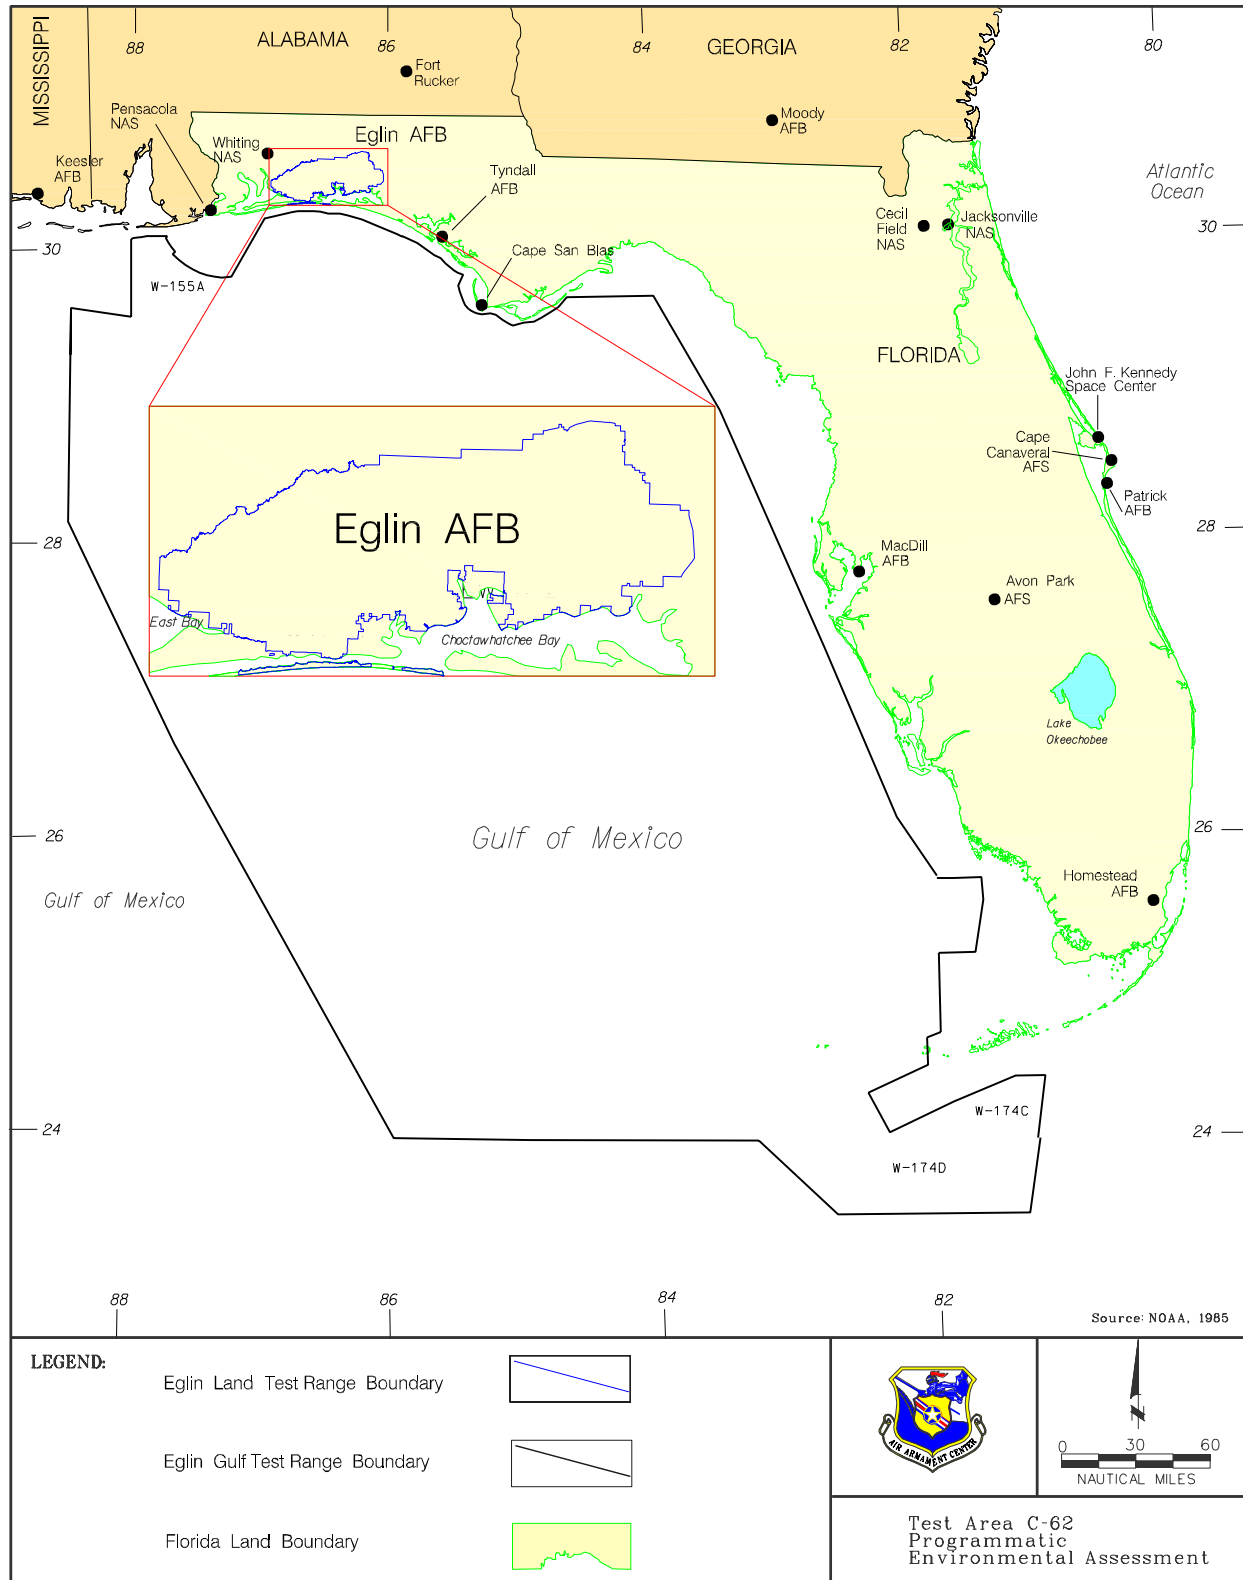 88
ALABAMA
86
84
GEORGIA
82
80
MISSISSIPPI
Fort
Rucker
Pensacola
NAS
Moody
AFB
Eglin AFB
Whiting
NAS
Keesler
AFB
Tyndall
AFB
Atlantic
Ocean
Cecil
Field
NAS
Jacksonville
NAS
30
30
Cape San Blas
W-155A
FLORIDA
John F. Kennedy
Space Center
Cape
Canaveral
AFS
Patrick
AFB
Eglin AFB
28
28
MacDill
AFB
Avon Park
AFS
East Bay
Choctawhatchee Bay
Lake
Okeechobee
26
26
Gulf of Mexico
Gulf of Mexico
Homestead
AFB
W-174C
24
24
W-174D
88
86
84
82
Source: NOAA, 1985
LEGEND:
Eglin Land Test Range Boundary
Eglin Gulf Test Range Boundary
Florida Land Boundary
AIR ARMAMENT CENTER
0 30 60
NAUTICAL MILES
Test Area C-62
Programmatic
Environmental Assessment